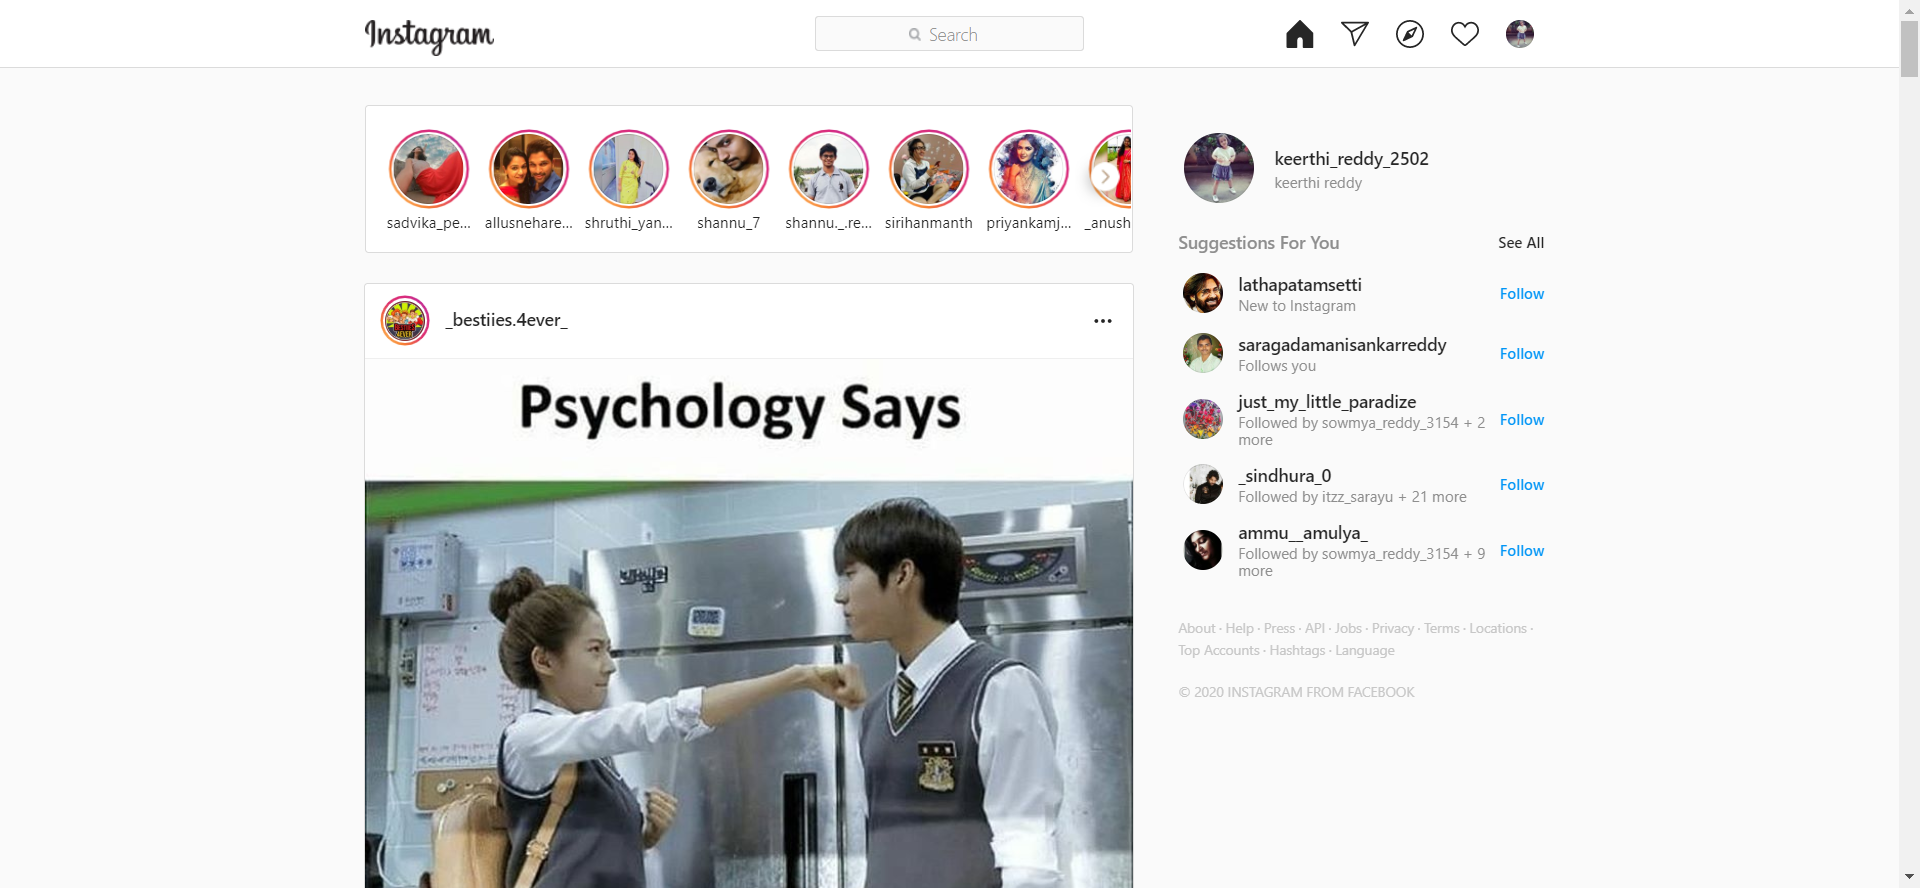 Instagram
Search
sadvika_pe...
allusnehare...
shruthi_yan...
shannu_7
shannu._.re...
sirihanmanth
priyankamj...
_anush
keerthi_reddy_2502
keerthi reddy
Suggestions For You
See All
lathapatamsetti
New to Instagram
Follow
saragadamanisankarreddy
Follows you
Follow
just_my_little_paradize
Followed by sowmya_reddy_3154 + 2
more
Follow
_sindhura_0
Followed by itzz_sarayu + 21 more
Follow
ammu__amulya_
Followed by sowmya_reddy_3154 + 9
more
Follow
About · Help · Press · API · Jobs · Privacy · Terms · Locations ·
Top Accounts · Hashtags · Language
© 2020 INSTAGRAM FROM FACEBOOK
_bestiies.4ever_
Psychology Says